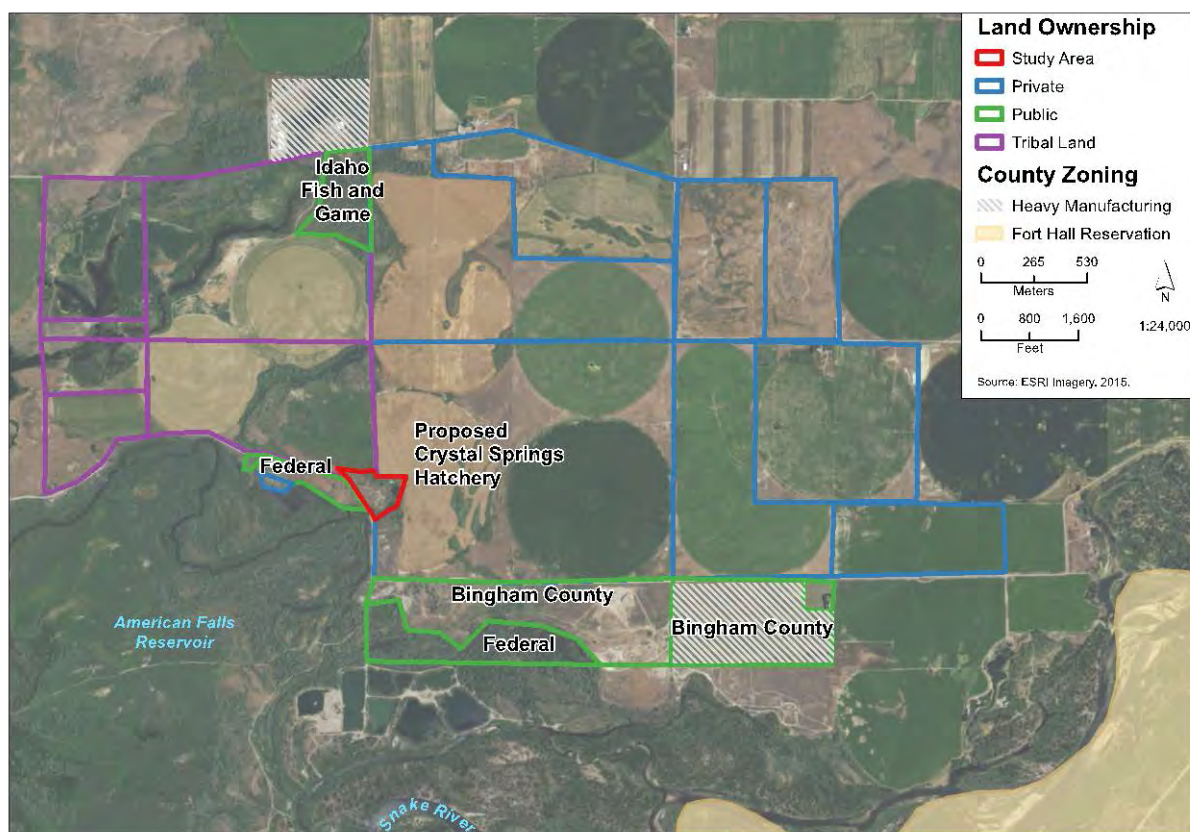 Land Ownership
Study Area
Private
Public
Tribal Land
County Zoning
Heavy Manufacturing
Fort Hall Reservation
0 265 530
Meters
N
0 800 1,600
Feet
1:24,000
Source: ESRI Imagery, 2015.
Idaho
Fish and
Game
Proposed
Crystal Springs
Hatchery
Federal
Bingham County
Federal
Bingham County
American Falls
Reservoir
Snake River